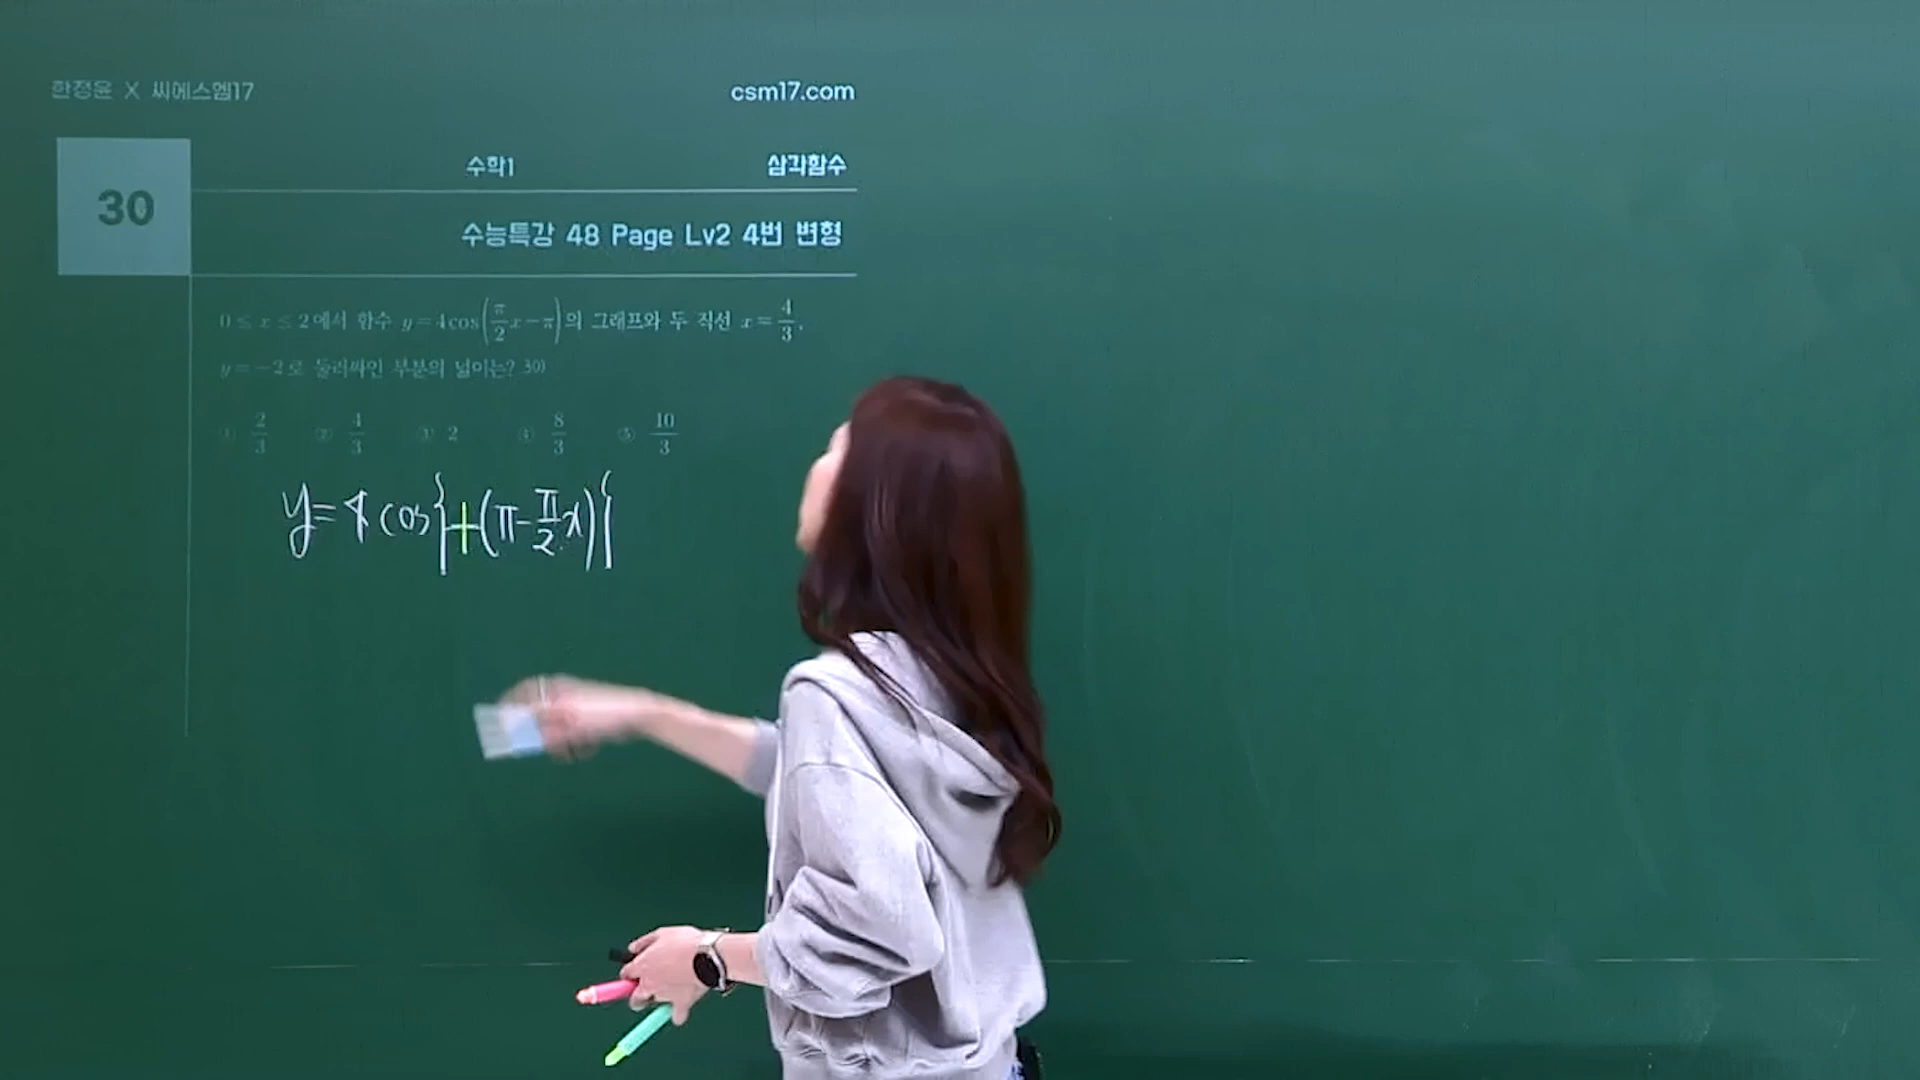 한정윤 X 씨에스엠17
csm17.com
30
수학1
삼각함수
수능특강 48 Page Lv2 4번 변형
0 ≤ x ≤ 2에서 함수 y = 4cos(π/2 x − π)의 그래프와 두 직선 x = 4/3,
y = −2로 둘러싸인 부분의 넓이는? 30)
① 2/3 ② 4/3 ③ 2 ④ 8/3 ⑤ 10/3
y = 4 cos{+(π − π/2 x)}